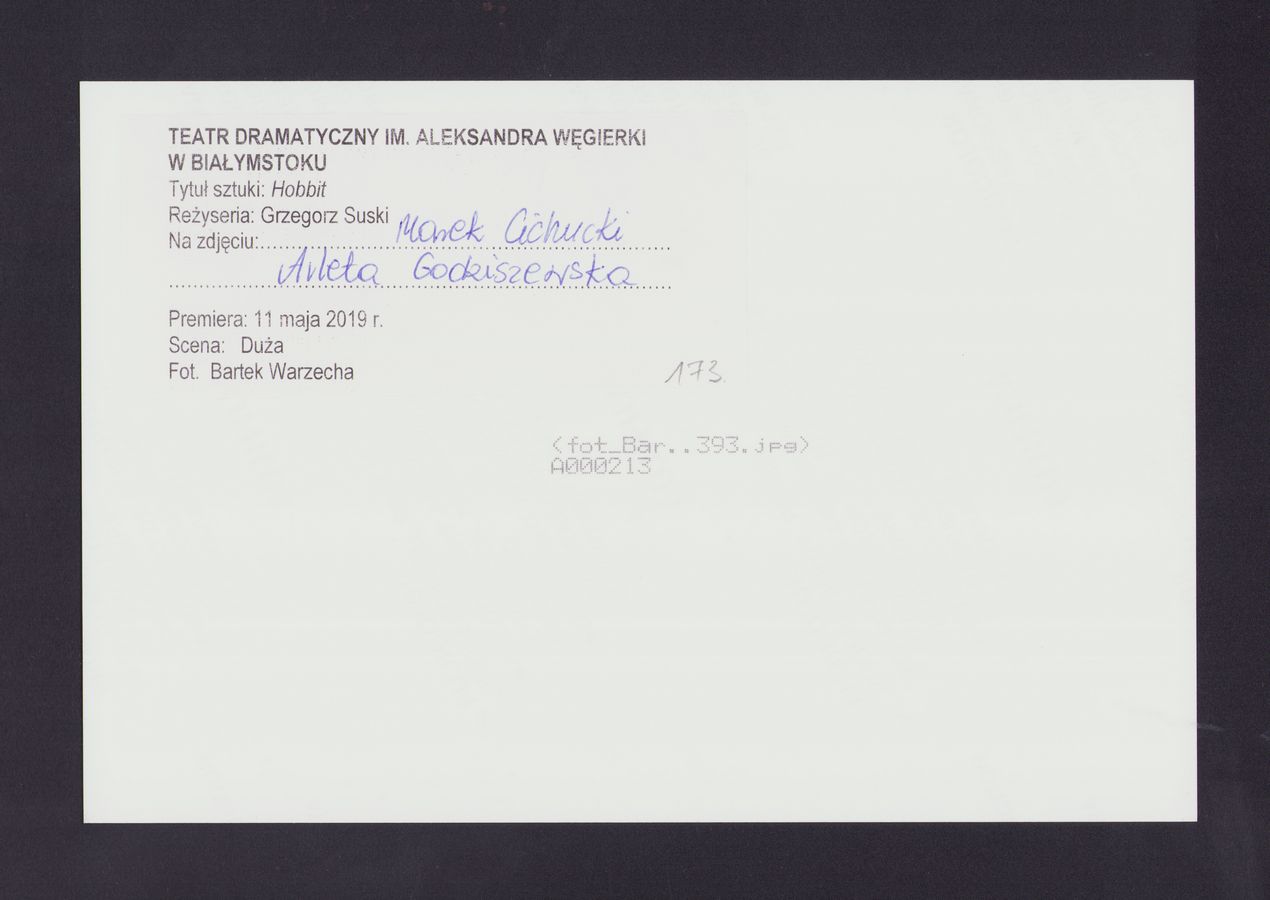 TEATR DRAMATYCZNY IM. ALEKSANDRA WĘGIERKI
W BIAŁYMSTOKU
Tytuł sztuki: Hobbit
Reżyseria: Grzegorz Suski
Na zdjęciu:.......... Marek Cichucki ..........
.......... Arleta Godziszewska ..........
Premiera: 11 maja 2019 r.
Scena: Duża
Fot. Bartek Warzecha
173
(fot_Bar..393.jpg)
A000213